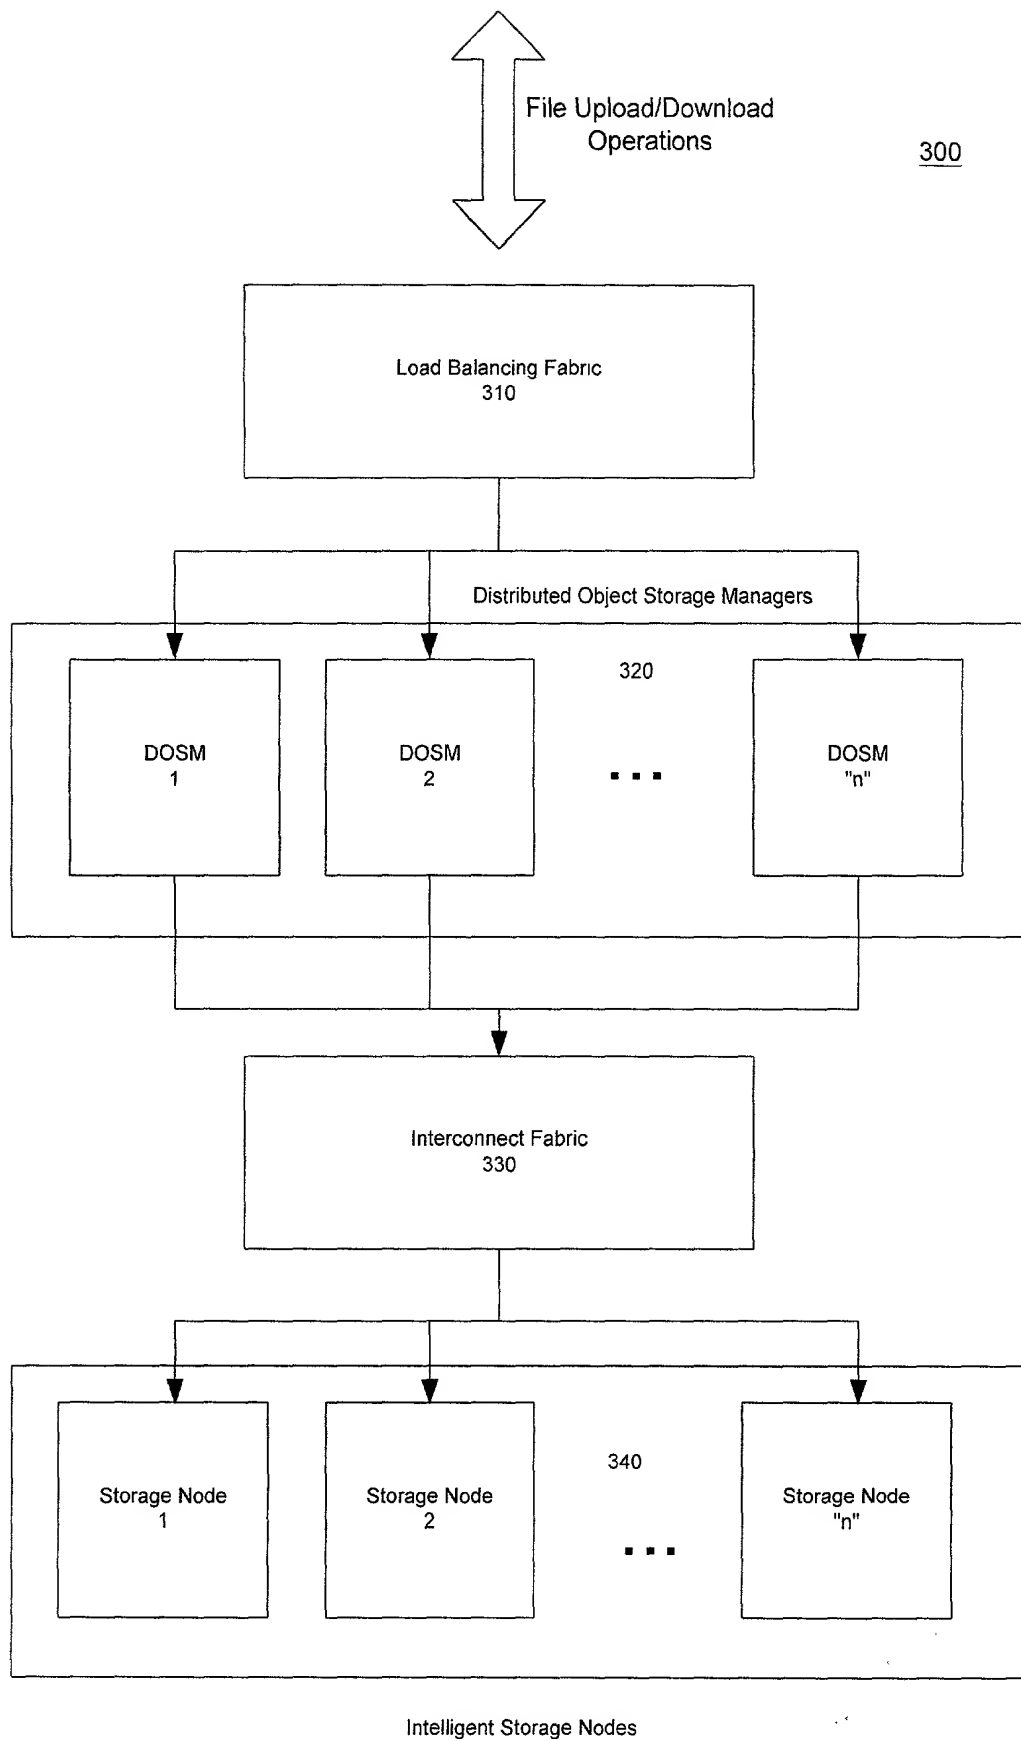 File Upload/Download
Operations
300
Load Balancing Fabric
310
Distributed Object Storage Managers
320
DOSM
1
DOSM
2
DOSM
"n"
Interconnect Fabric
330
340
Storage Node
1
Storage Node
2
Storage Node
"n"
Intelligent Storage Nodes